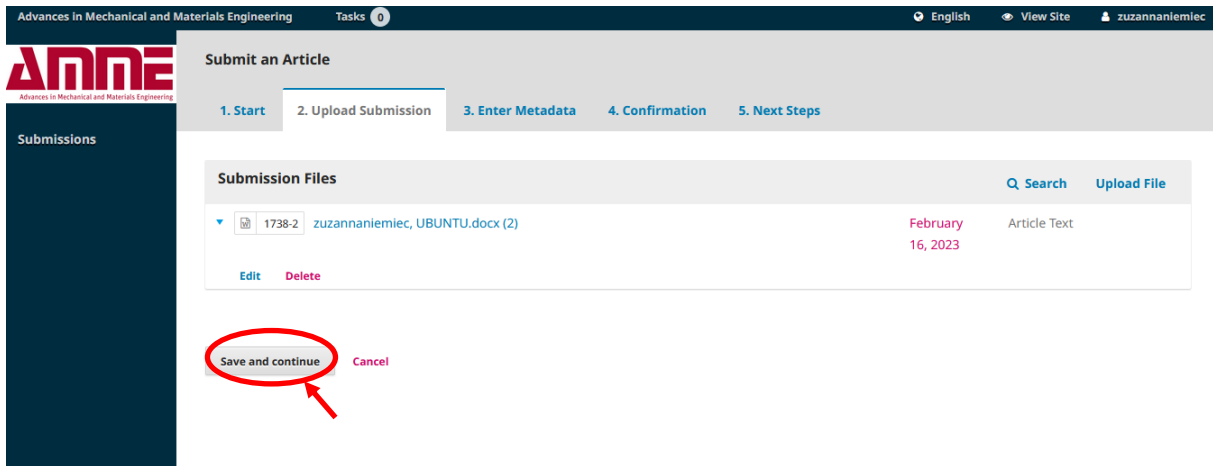 Advances in Mechanical and Materials Engineering Tasks 0 English View Site zuzannaniemiec
AMME
Advances in Mechanical and Materials Engineering
Submissions
Submit an Article
1. Start 2. Upload Submission 3. Enter Metadata 4. Confirmation 5. Next Steps
Submission Files Search Upload File
1738-2 zuzannaniemiec, UBUNTU.docx (2) February Article Text
16, 2023
Edit Delete
Save and continue Cancel